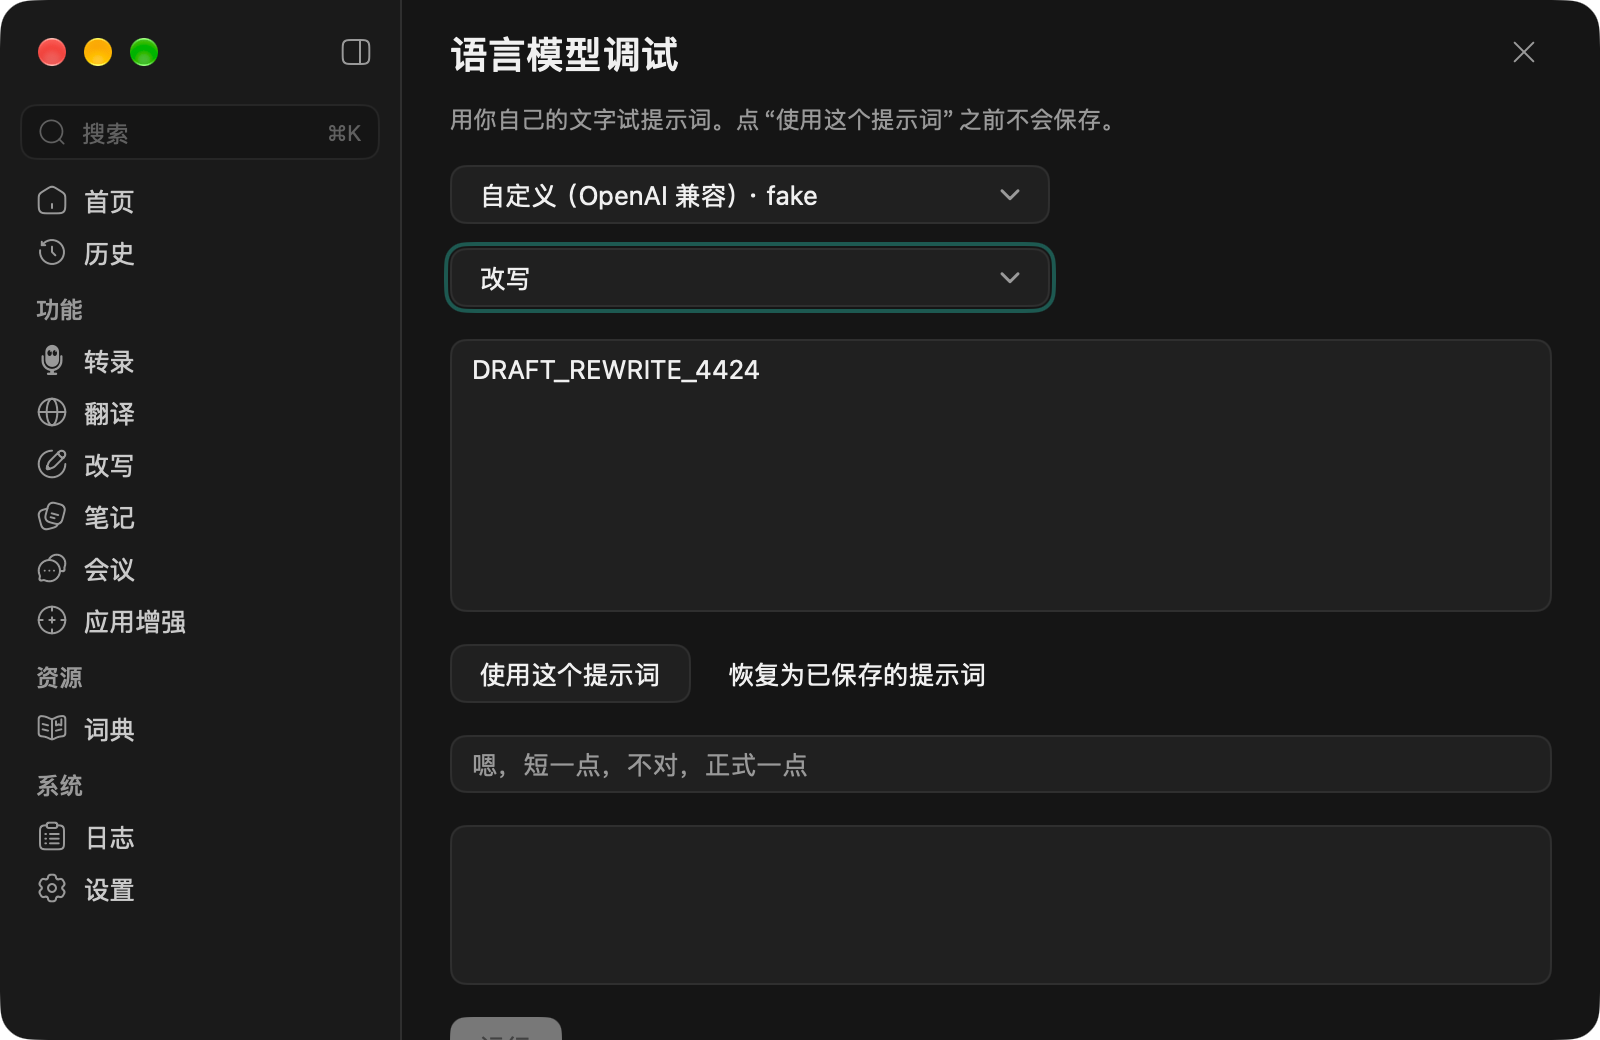 搜索 ⌘K
首页
历史
功能
转录
翻译
改写
笔记
会议
应用增强
资源
词典
系统
日志
设置
语言模型调试
用你自己的文字试提示词。点 “使用这个提示词” 之前不会保存。
自定义（OpenAI 兼容）· fake
改写
DRAFT_REWRITE_4424
使用这个提示词 恢复为已保存的提示词
嗯，短一点，不对，正式一点